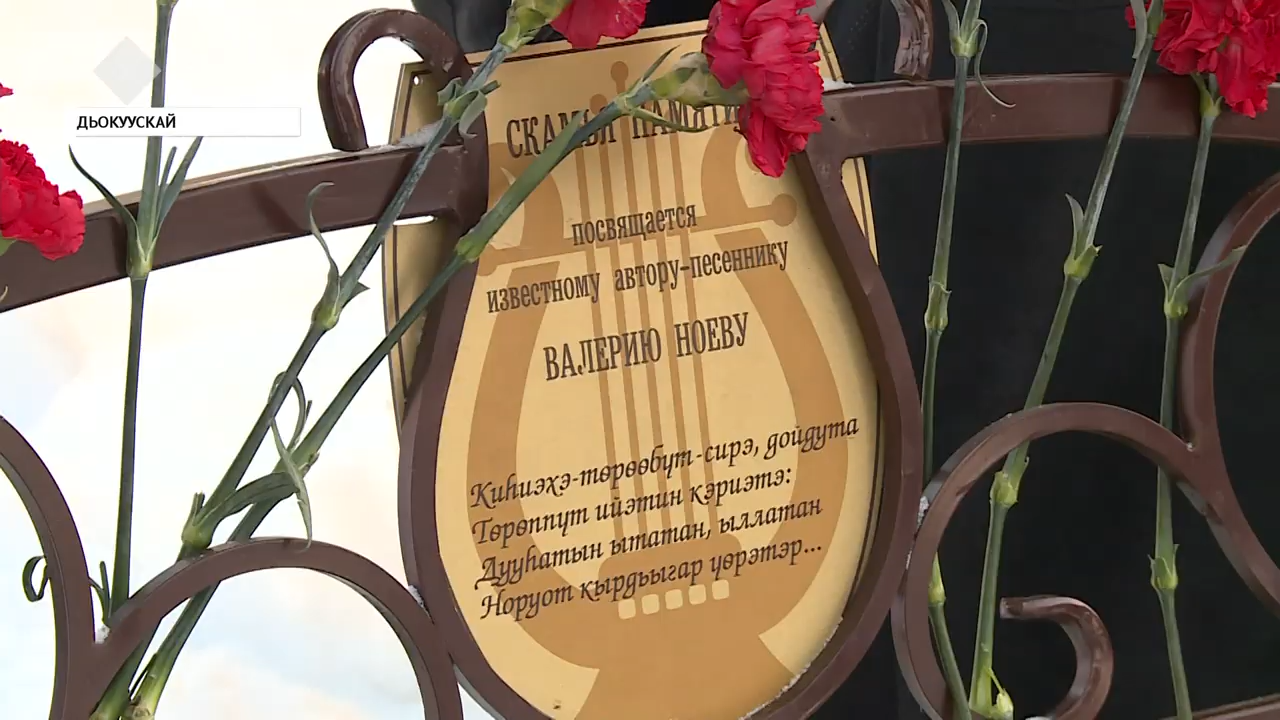 ДЬОКУУСКАЙ
СКАМЬЯ ПАМЯТИ
посвящается
известному автору-песеннику
ВАЛЕРИЮ НОЕВУ
Киһиэхэ-төрөөбүт-сирэ, дойдута
Төрөппүт ийэтин кэриэтэ:
Дууһатын ытатан, ыллатан
Норуот кырдьыгар үөрэтэр...